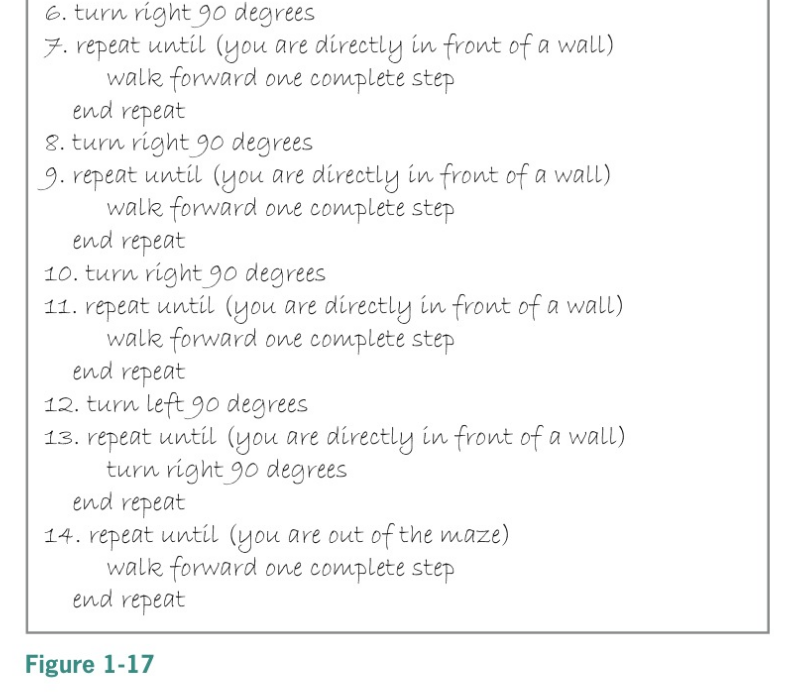 6. turn right 90 degrees
7. repeat until (you are directly in front of a wall)
walk forward one complete step
end repeat
8. turn right 90 degrees
9. repeat until (you are directly in front of a wall)
walk forward one complete step
end repeat
10. turn right 90 degrees
11. repeat until (you are directly in front of a wall)
walk forward one complete step
end repeat
12. turn left 90 degrees
13. repeat until (you are directly in front of a wall)
turn right 90 degrees
end repeat
14. repeat until (you are out of the maze)
walk forward one complete step
end repeat
Figure 1-17